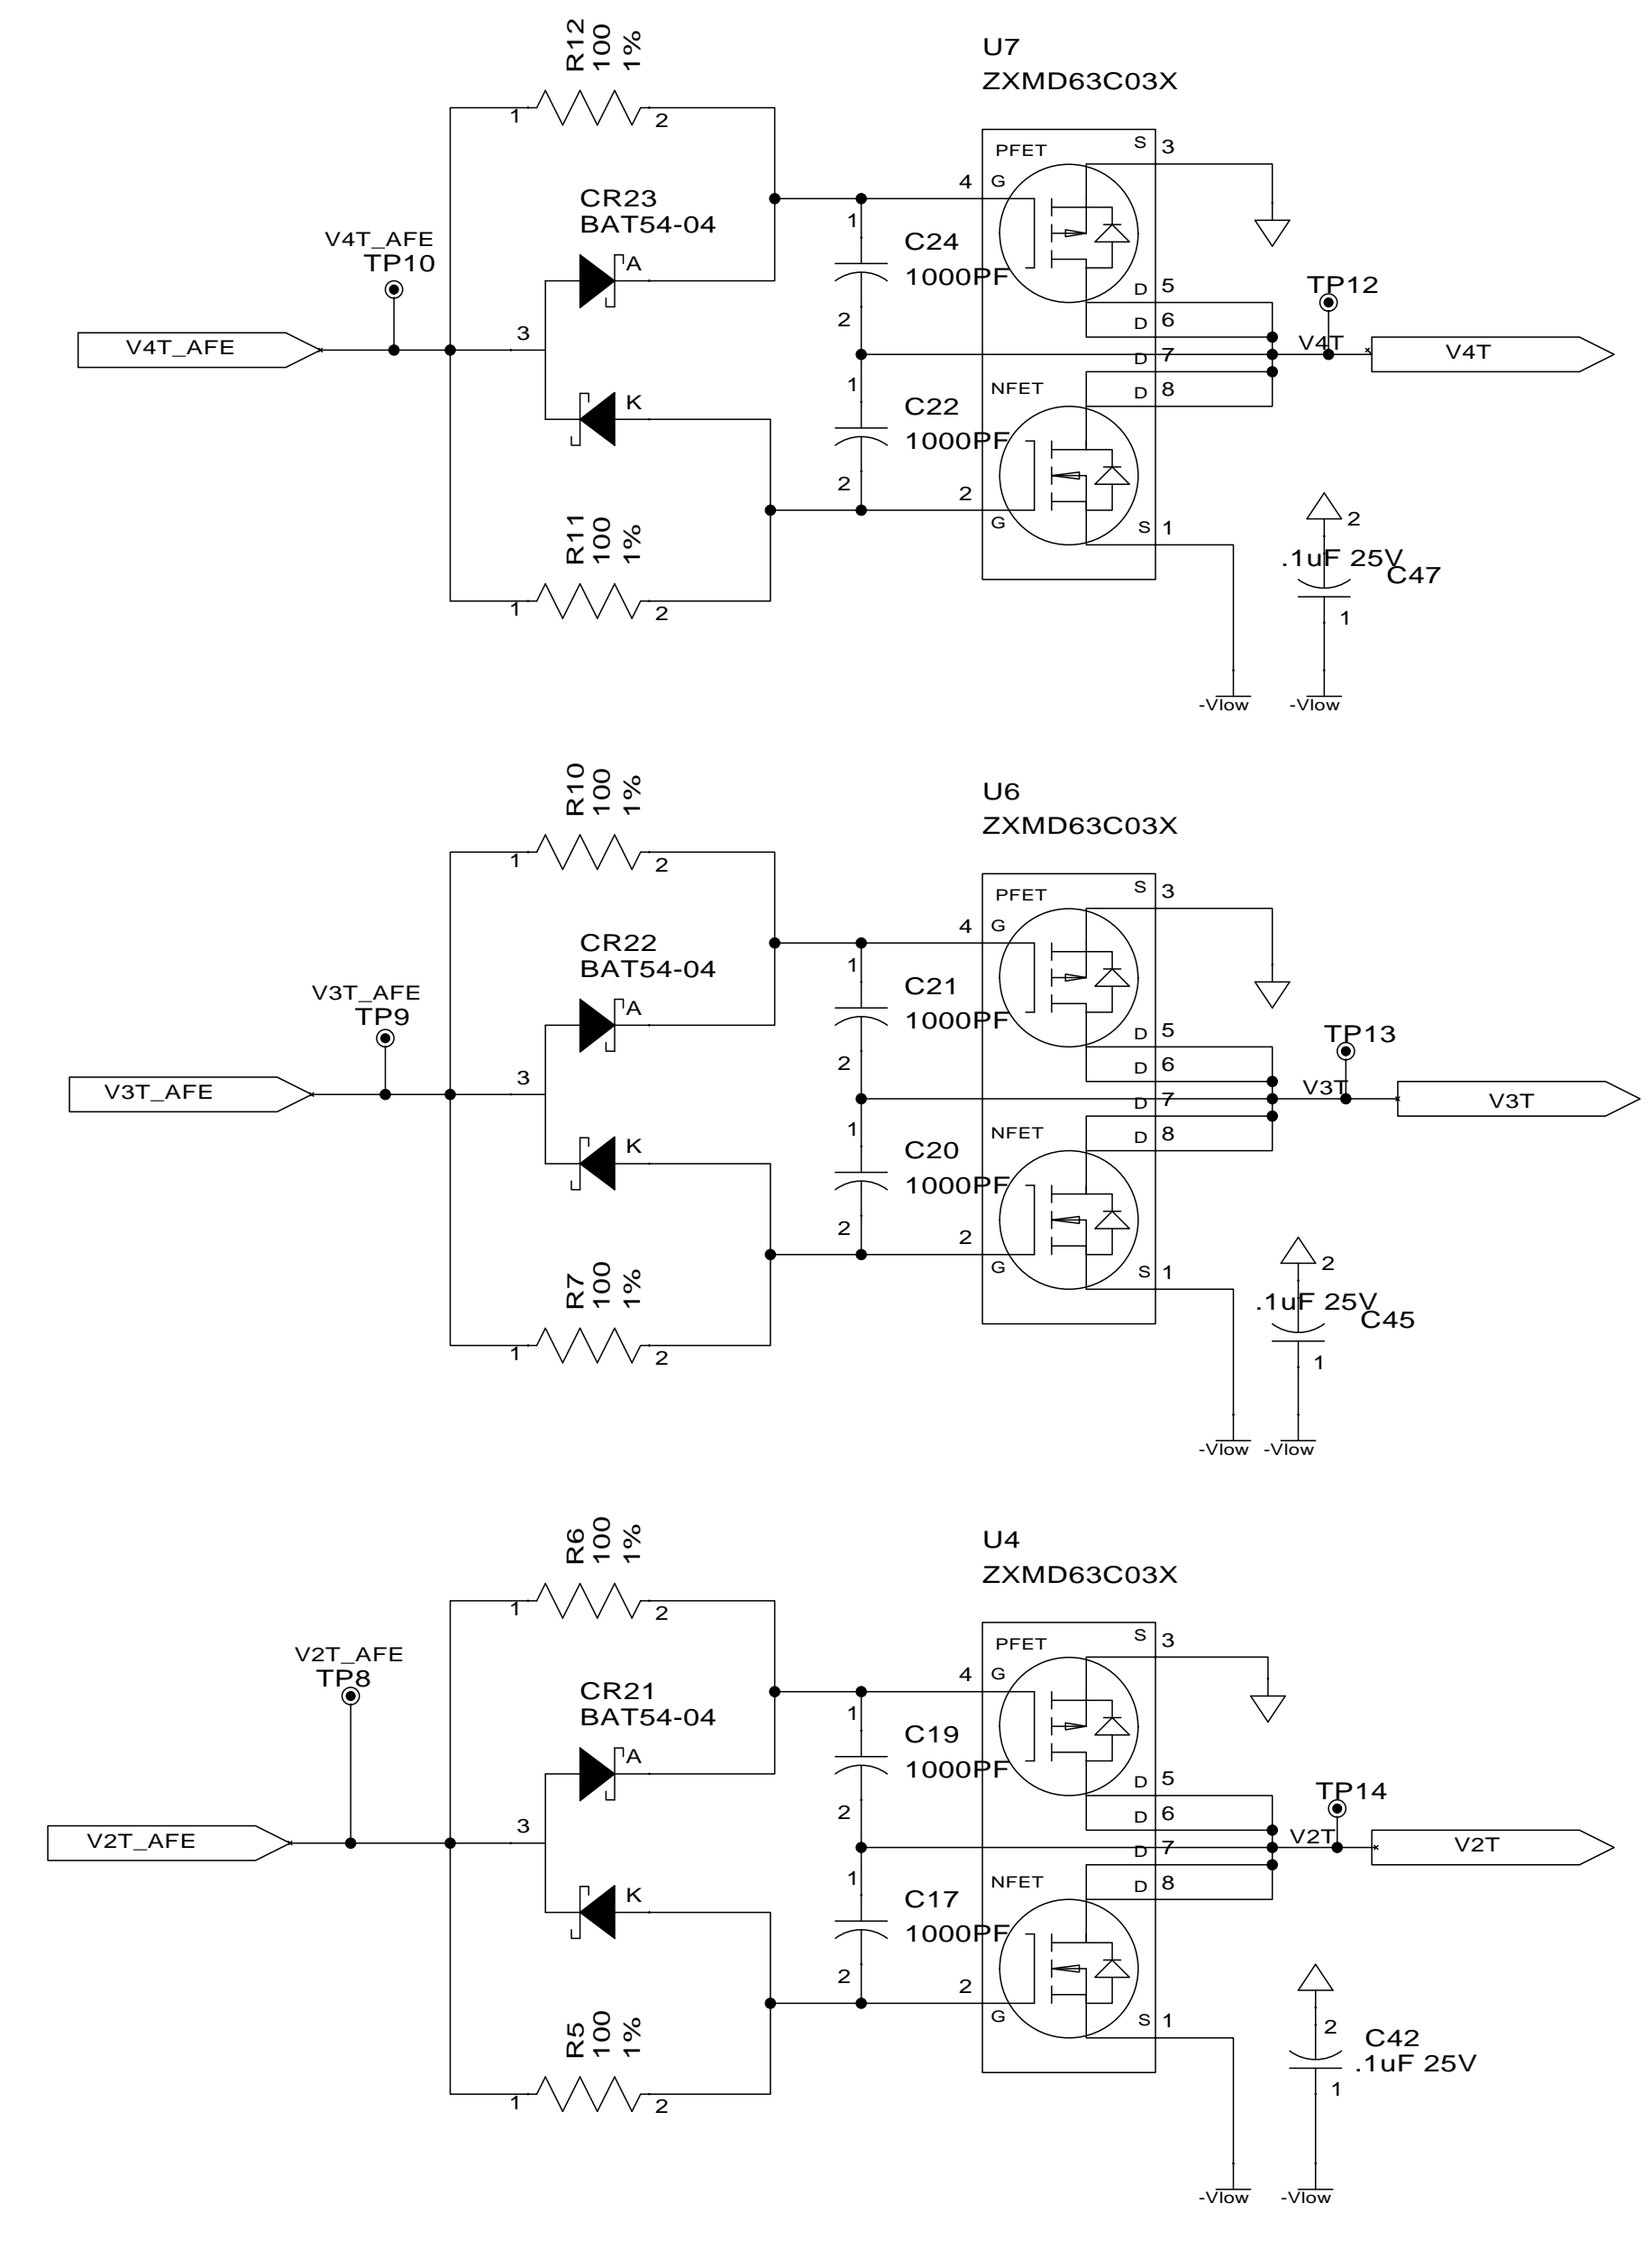 R12
100
1%
1
2
U7
ZXMD63C03X
PFET
S
3
4
G
CR23
BAT54-04
A
V4T_AFE
TP10
V4T_AFE
3
1
C24
1000PF
2
D
5
D
6
D
7
D
8
TP12
V4T
V4T
K
1
C22
1000PF
2
NFET
2
G
S
1
R11
100
1%
1
2
2
.1uF 25V
C47
1
-Vlow
-Vlow
R10
100
1%
1
2
U6
ZXMD63C03X
PFET
S
3
4
G
CR22
BAT54-04
A
V3T_AFE
TP9
V3T_AFE
3
1
C21
1000PF
2
D
5
D
6
D
7
D
8
TP13
V3T
V3T
K
1
C20
1000PF
2
NFET
2
G
S
1
R7
100
1%
1
2
2
.1uF 25V
C45
1
-Vlow
-Vlow
R6
100
1%
1
2
U4
ZXMD63C03X
PFET
S
3
4
G
CR21
BAT54-04
A
V2T_AFE
TP8
V2T_AFE
3
1
C19
1000PF
2
D
5
D
6
D
7
D
8
TP14
V2T
V2T
K
1
C17
1000PF
2
NFET
2
G
S
1
R5
100
1%
1
2
2
C42
.1uF 25V
1
-Vlow
-Vlow